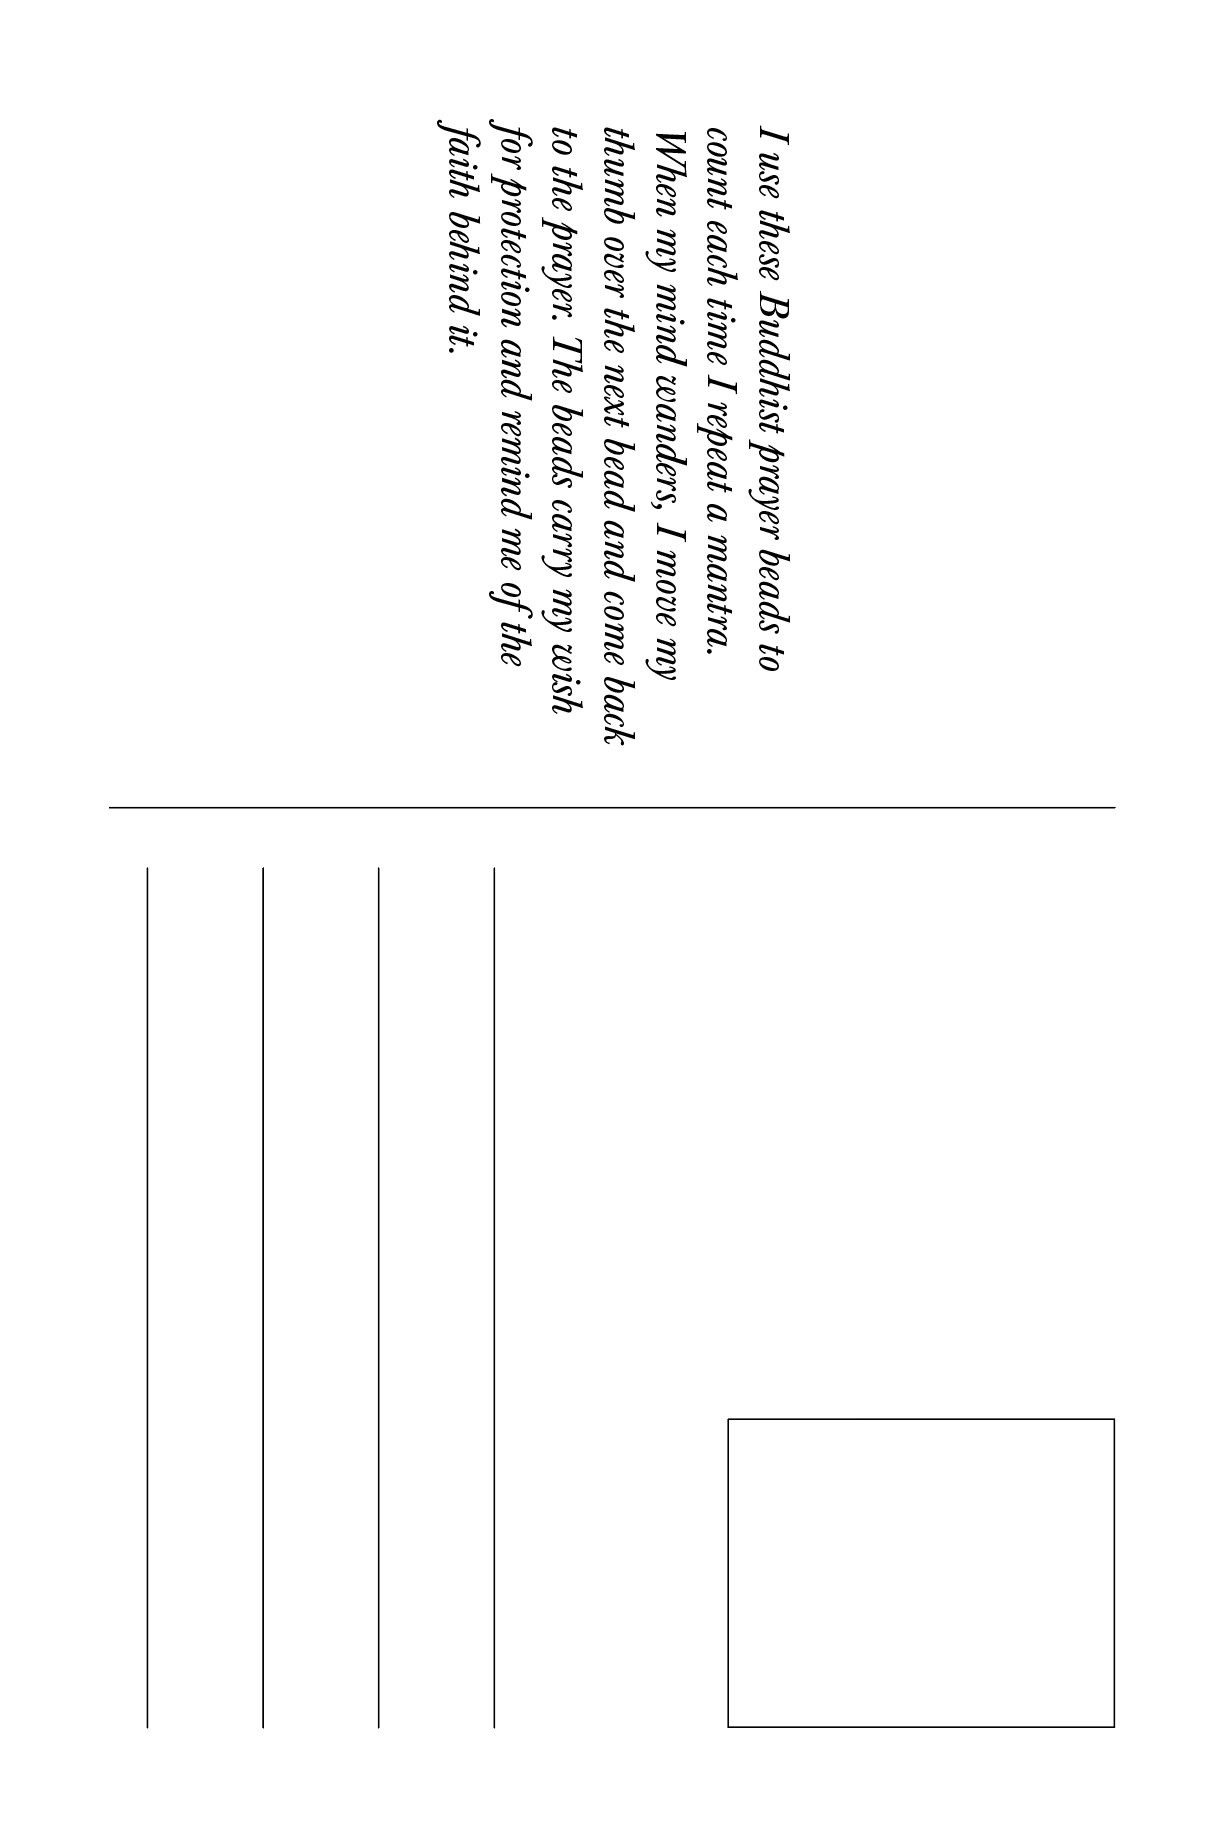 I use these Buddhist prayer beads to
count each time I repeat a mantra.
When my mind wanders, I move my
thumb over the next bead and come back
to the prayer. The beads carry my wish
for protection and remind me of the
faith behind it.